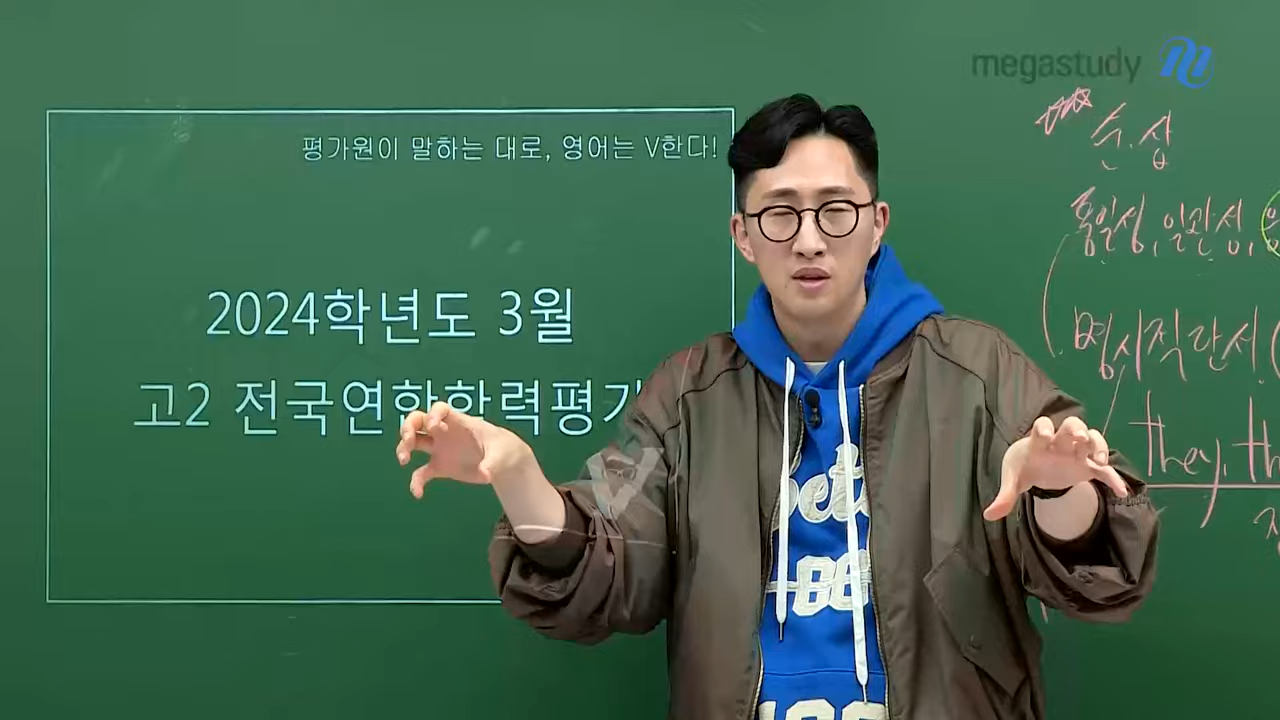 megastudy
평가원이 말하는 대로, 영어는 V한다!
2024학년도 3월
고2 전국연합학력평가
순·삽
통일성, 일관성,
명시적 단서
they, th